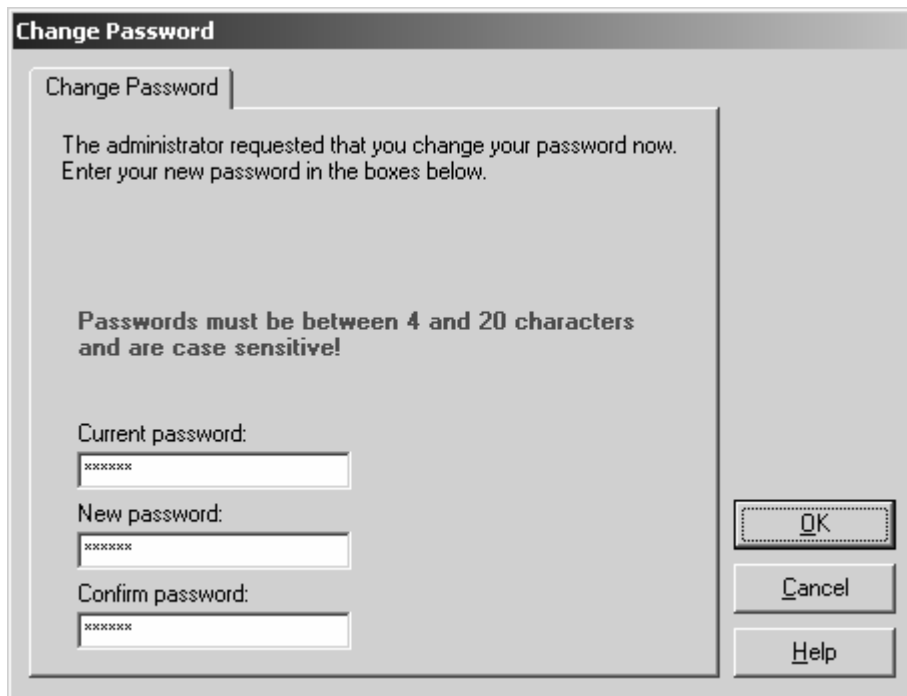 Change Password
Change Password
The administrator requested that you change your password now.
Enter your new password in the boxes below.
Passwords must be between 4 and 20 characters
and are case sensitive!
Current password:
××××××
New password:
××××××
OK
Confirm password:
Cancel
××××××
Help